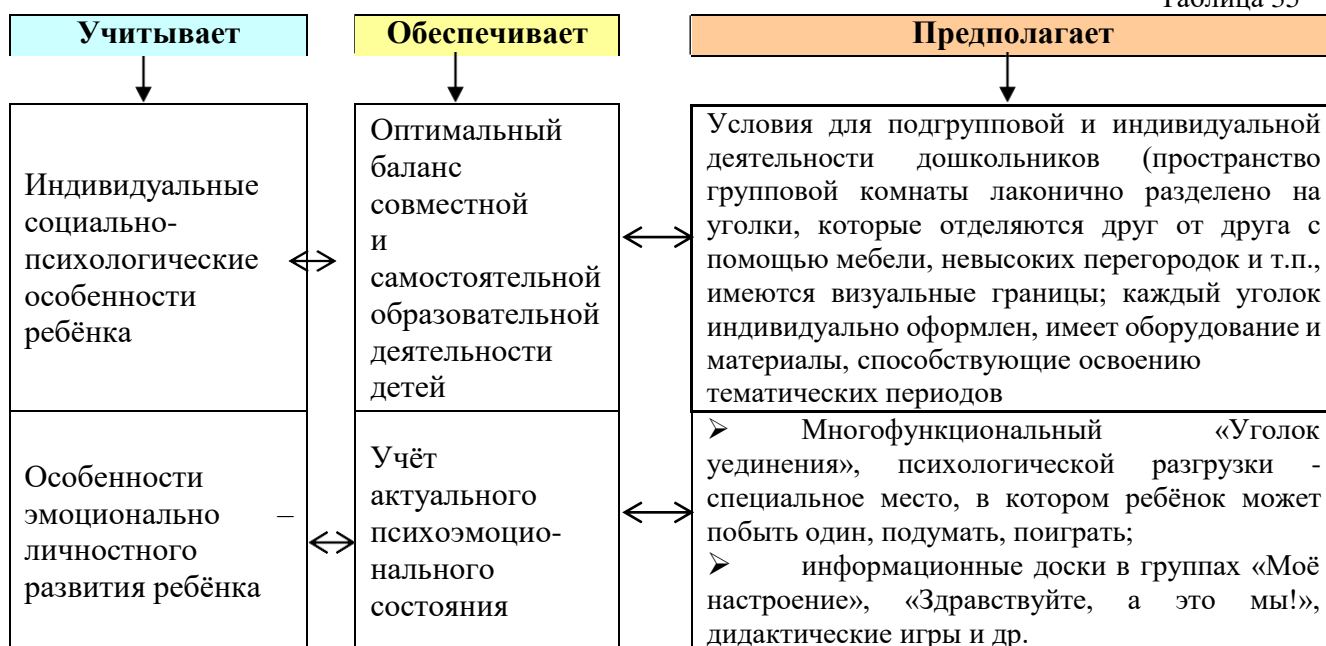 Таблица 35
Учитывает
Обеспечивает
Предполагает
Индивидуальные
социально-
психологические
особенности
ребёнка
Оптимальный
баланс
совместной
и
самостоятельной
образовательной
деятельности
детей
Условия для подгрупповой и индивидуальной
деятельности дошкольников (пространство
групповой комнаты лаконично разделено на
уголки, которые отделяются друг от друга с
помощью мебели, невысоких перегородок и т.п.,
имеются визуальные границы; каждый уголок
индивидуально оформлен, имеет оборудование и
материалы, способствующие освоению
тематических периодов
Особенности
эмоционально –
личностного
развития ребёнка
Учёт
актуального
психоэмоцио-
нального
состояния
➢ Многофункциональный «Уголок
уединения», психологической разгрузки -
специальное место, в котором ребёнок может
побыть один, подумать, поиграть;
➢ информационные доски в группах «Моё
настроение», «Здравствуйте, а это мы!»,
дидактические игры и др.